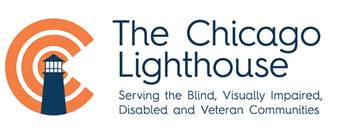 The Chicago
Lighthouse
Serving the Blind, Visually Impaired,
Disabled and Veteran Communities